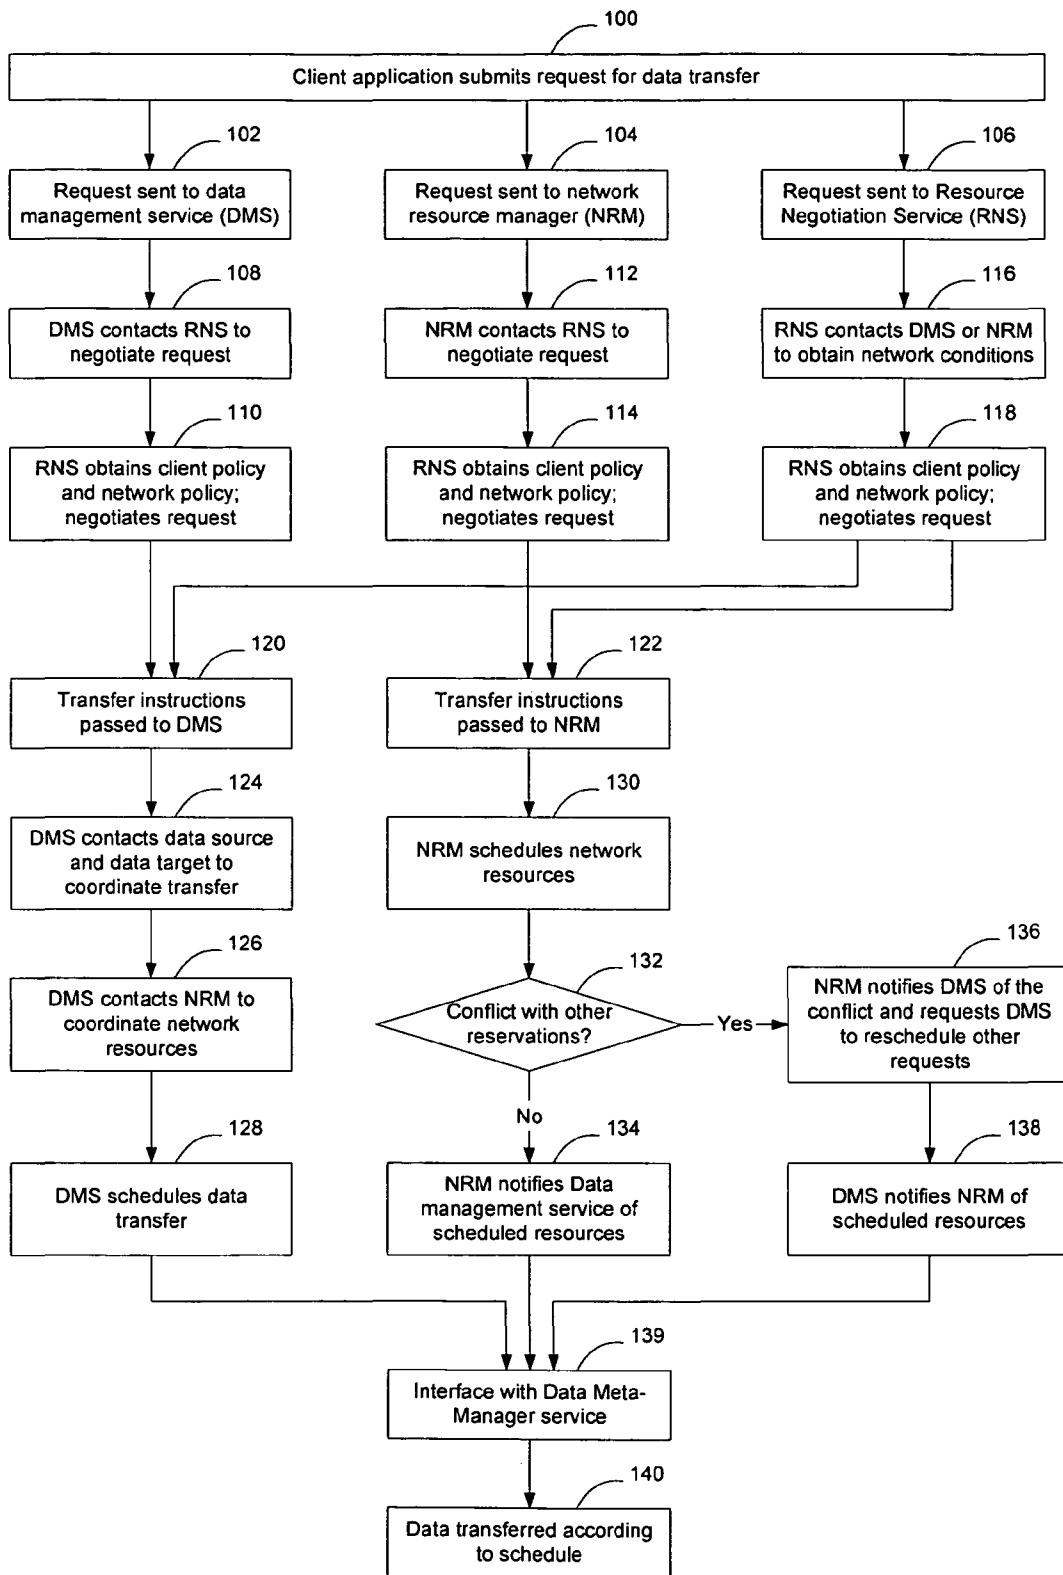 100
Client application submits request for data transfer
102
104
106
Request sent to data
management service (DMS)
Request sent to network
resource manager (NRM)
Request sent to Resource
Negotiation Service (RNS)
108
112
116
DMS contacts RNS to
negotiate request
NRM contacts RNS to
negotiate request
RNS contacts DMS or NRM
to obtain network conditions
110
114
118
RNS obtains client policy
and network policy;
negotiates request
RNS obtains client policy
and network policy;
negotiates request
RNS obtains client policy
and network policy;
negotiates request
120
122
Transfer instructions
passed to DMS
Transfer instructions
passed to NRM
124
130
DMS contacts data source
and data target to
coordinate transfer
NRM schedules network
resources
126
132
136
DMS contacts NRM to
coordinate network
resources
Conflict with other
reservations?
Yes
NRM notifies DMS of the
conflict and requests DMS
to reschedule other
requests
No
128
134
138
DMS schedules data
transfer
NRM notifies Data
management service of
scheduled resources
DMS notifies NRM of
scheduled resources
139
Interface with Data Meta-
Manager service
140
Data transferred according
to schedule